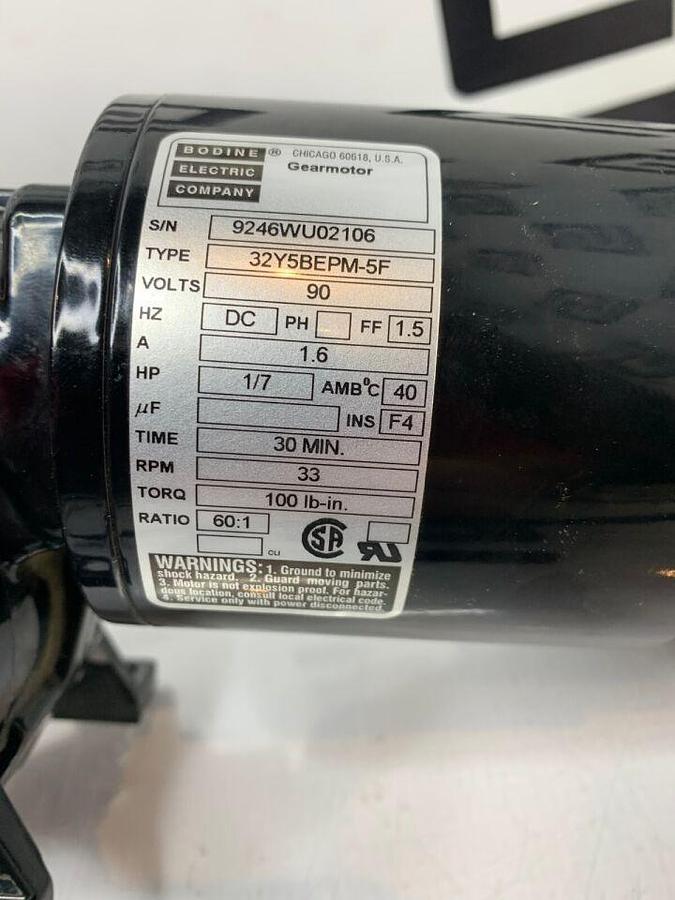 BODINE ® CHICAGO 60618, U.S.A.
ELECTRIC Gearmotor
COMPANY
S/N 9246WU02106
TYPE 32Y5BEPM-5F
VOLTS 90
HZ DC PH FF 1.5
A 1.6
HP 1/7 AMB°C 40
µF INS F4
TIME 30 MIN.
RPM 33
TORQ 100 lb-in.
RATIO 60:1
cu SA RU
WARNINGS: 1. Ground to minimize
shock hazard. 2. Guard moving parts.
3. Motor is not explosion proof. For hazar-
dous location, consult local electrical code.
4. Service only with power disconnected.